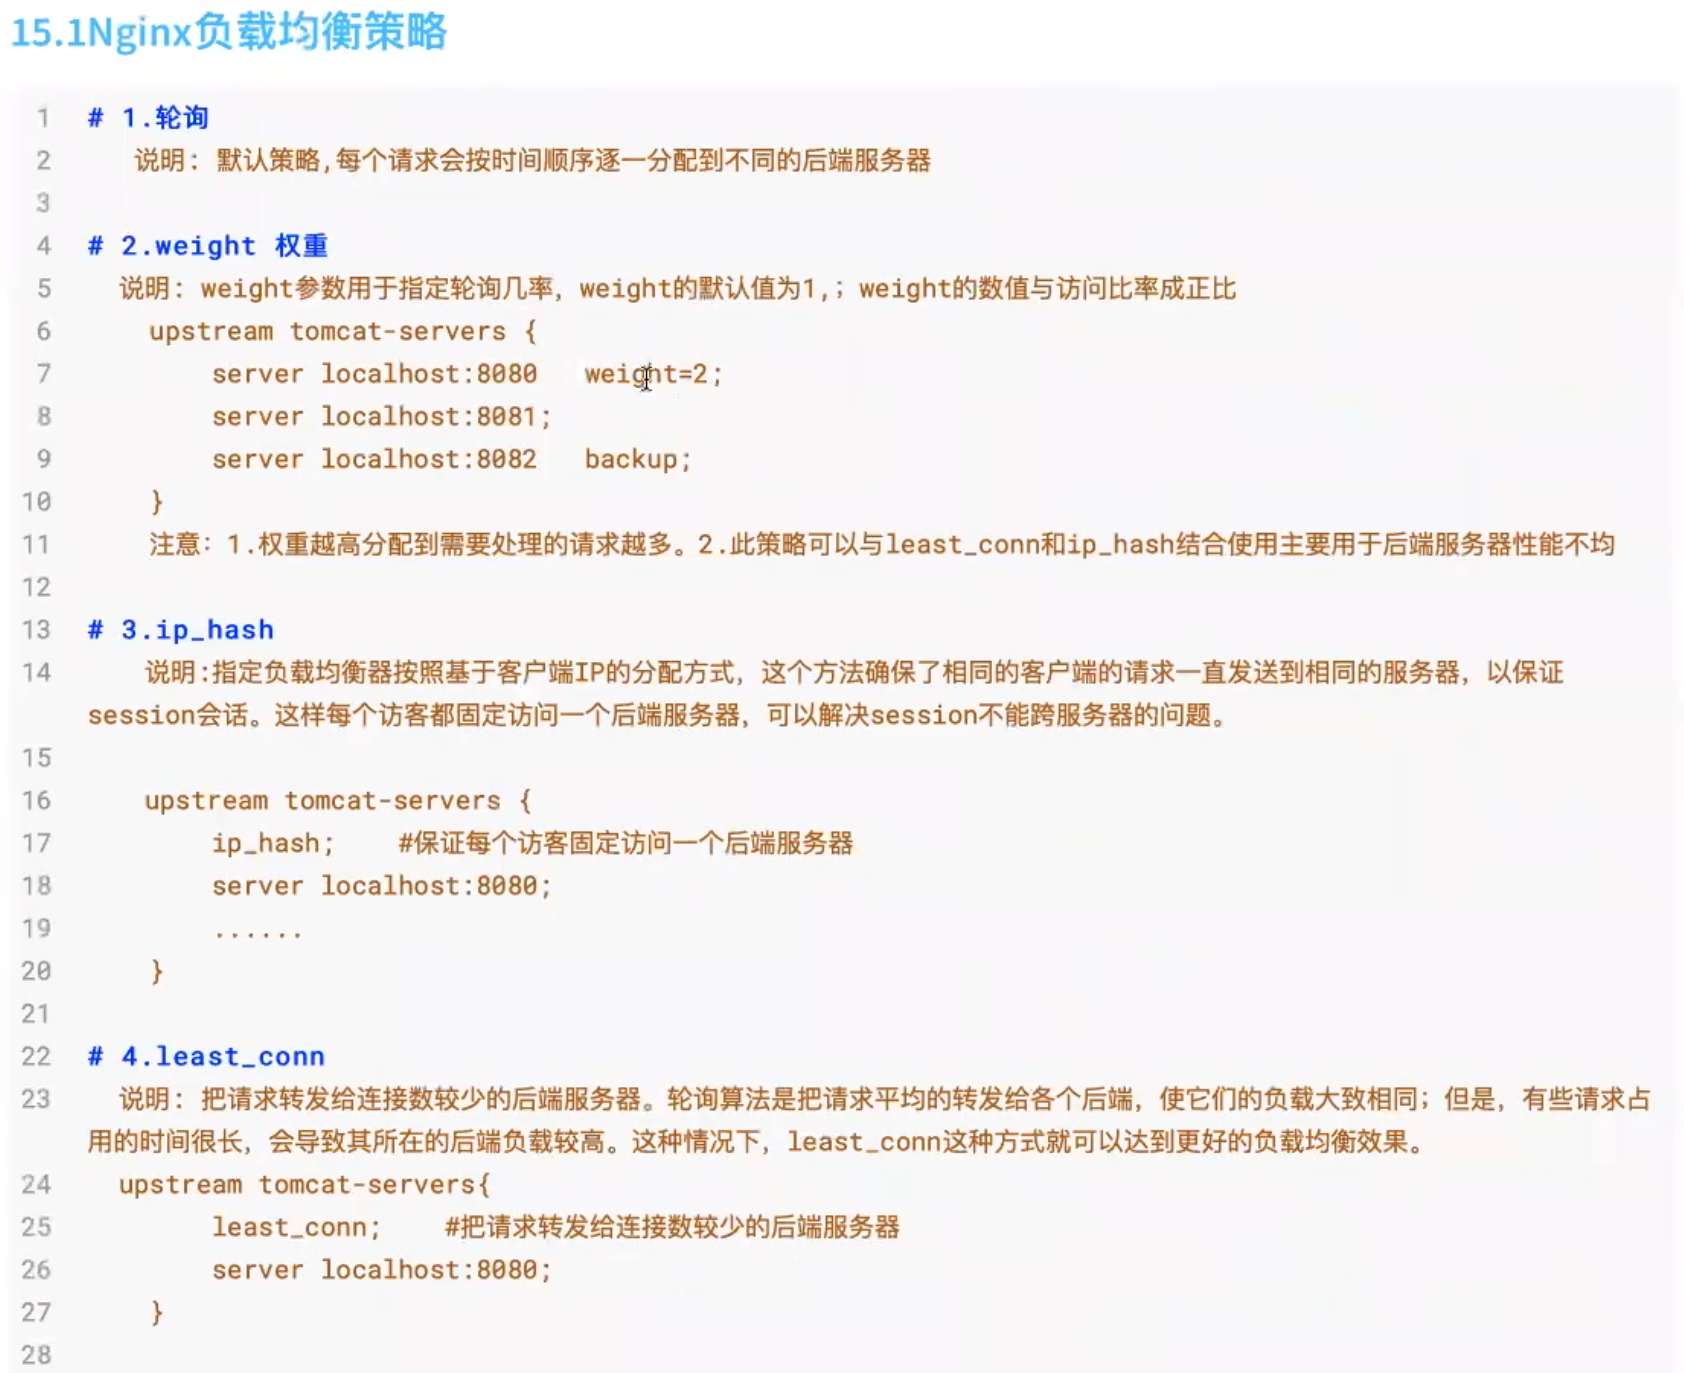 15.1Nginx负载均衡策略
1 # 1.轮询
2 说明: 默认策略,每个请求会按时间顺序逐一分配到不同的后端服务器
3
4 # 2.weight 权重
5 说明: weight参数用于指定轮询几率，weight的默认值为1,；weight的数值与访问比率成正比
6 upstream tomcat-servers {
7 server localhost:8080 weight=2;
8 server localhost:8081;
9 server localhost:8082 backup;
10 }
11 注意：1.权重越高分配到需要处理的请求越多。2.此策略可以与least_conn和ip_hash结合使用主要用于后端服务器性能不均
12
13 # 3.ip_hash
14 说明:指定负载均衡器按照基于客户端IP的分配方式，这个方法确保了相同的客户端的请求一直发送到相同的服务器，以保证
session会话。这样每个访客都固定访问一个后端服务器，可以解决session不能跨服务器的问题。
15
16 upstream tomcat-servers {
17 ip_hash; #保证每个访客固定访问一个后端服务器
18 server localhost:8080;
19 ......
20 }
21
22 # 4.least_conn
23 说明: 把请求转发给连接数较少的后端服务器。轮询算法是把请求平均的转发给各个后端，使它们的负载大致相同；但是，有些请求占
用的时间很长，会导致其所在的后端负载较高。这种情况下，least_conn这种方式就可以达到更好的负载均衡效果。
24 upstream tomcat-servers{
25 least_conn; #把请求转发给连接数较少的后端服务器
26 server localhost:8080;
27 }
28